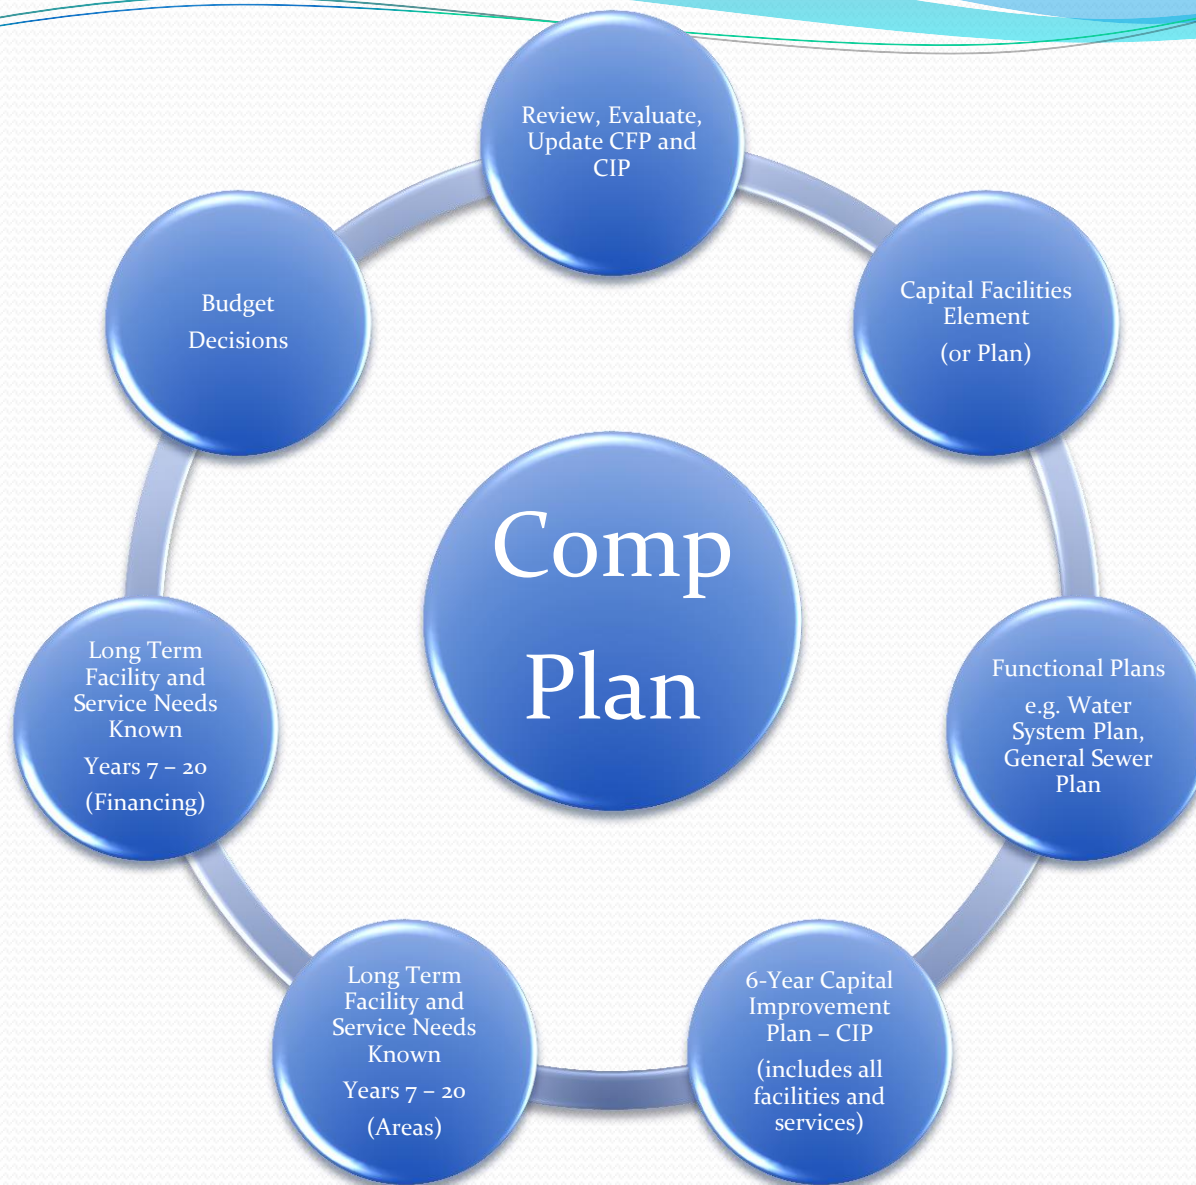 Review, Evaluate,
Update CFP and
CIP
Capital Facilities
Element
(or Plan)
Functional Plans
e.g. Water
System Plan,
General Sewer
Plan
6-Year Capital
Improvement
Plan – CIP
(includes all
facilities and
services)
Long Term
Facility and
Service Needs
Known
Years 7 – 20
(Areas)
Long Term
Facility and
Service Needs
Known
Years 7 – 20
(Financing)
Budget
Decisions
Comp
Plan